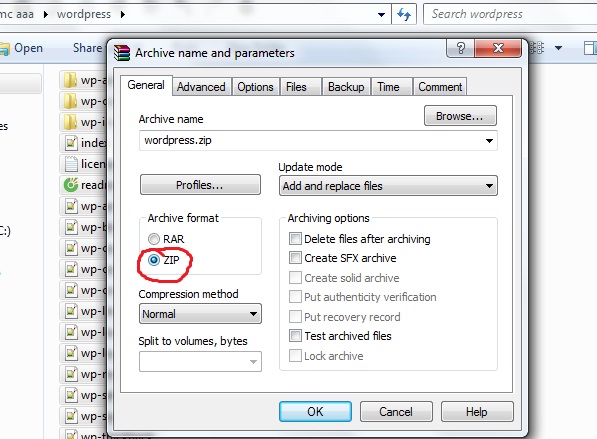 mc aaa ▸ wordpress ▸
Search wordpress
Open
Share
Archive name and parameters
General
Advanced
Options
Files
Backup
Time
Comment
Archive name
Browse...
wordpress.zip
Profiles...
Update mode
Add and replace files
Archive format
RAR
ZIP
Compression method
Normal
Split to volumes, bytes
Archiving options
Delete files after archiving
Create SFX archive
Create solid archive
Put authenticity verification
Put recovery record
Test archived files
Lock archive
OK
Cancel
Help
wp-a
wp-c
wp-i
index
licen
readm
wp-a
wp-b
wp-c
wp-c
wp-c
wp-l
wp-l
wp-l
wp-s
wp-s
es
C:)